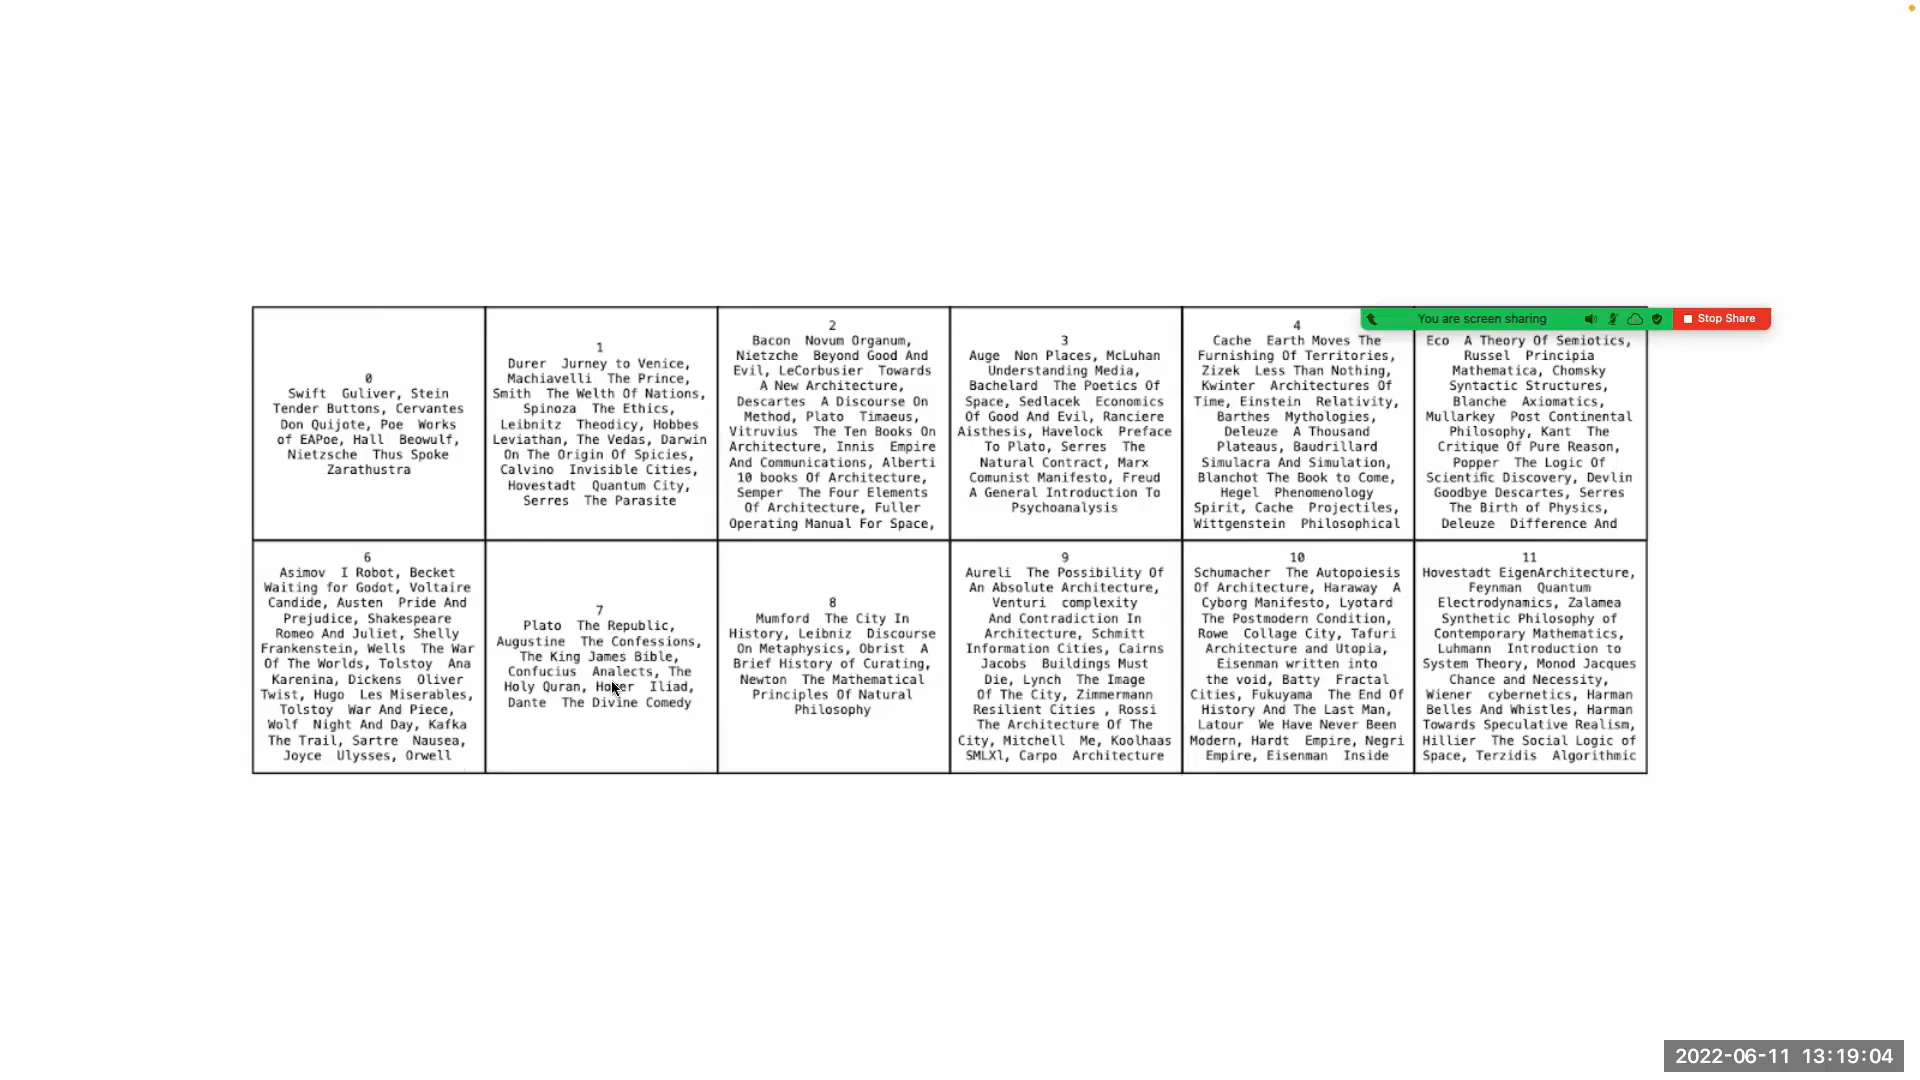 You are screen sharing
Stop Share
0
Swift Guliver, Stein
Tender Buttons, Cervantes
Don Quijote, Poe Works
of EAPoe, Hall Beowulf,
Nietzsche Thus Spoke
Zarathustra
1
Durer Jurney to Venice,
Machiavelli The Prince,
Smith The Welth Of Nations,
Spinoza The Ethics,
Leibnitz Theodicy, Hobbes
Leviathan, The Vedas, Darwin
On The Origin Of Spicies,
Calvino Invisible Cities,
Hovestadt Quantum City,
Serres The Parasite
2
Bacon Novum Organum,
Nietzche Beyond Good And
Evil, LeCorbusier Towards
A New Architecture,
Descartes A Discourse On
Method, Plato Timaeus,
Vitruvius The Ten Books On
Architecture, Innis Empire
And Communications, Alberti
10 books Of Architecture,
Semper The Four Elements
Of Architecture, Fuller
Operating Manual For Space,
3
Auge Non Places, McLuhan
Understanding Media,
Bachelard The Poetics Of
Space, Sedlacek Economics
Of Good And Evil, Ranciere
Aisthesis, Havelock Preface
To Plato, Serres The
Natural Contract, Marx
Comunist Manifesto, Freud
A General Introduction To
Psychoanalysis
4
Cache Earth Moves The
Furnishing Of Territories,
Zizek Less Than Nothing,
Kwinter Architectures Of
Time, Einstein Relativity,
Barthes Mythologies,
Deleuze A Thousand
Plateaus, Baudrillard
Simulacra And Simulation,
Blanchot The Book to Come,
Hegel Phenomenology
Spirit, Cache Projectiles,
Wittgenstein Philosophical
Eco A Theory Of Semiotics,
Russel Principia
Mathematica, Chomsky
Syntactic Structures,
Blanche Axiomatics,
Mullarkey Post Continental
Philosophy, Kant The
Critique Of Pure Reason,
Popper The Logic Of
Scientific Discovery, Devlin
Goodbye Descartes, Serres
The Birth of Physics,
Deleuze Difference And
6
Asimov I Robot, Becket
Waiting for Godot, Voltaire
Candide, Austen Pride And
Prejudice, Shakespeare
Romeo And Juliet, Shelly
Frankenstein, Wells The War
Of The Worlds, Tolstoy Ana
Karenina, Dickens Oliver
Twist, Hugo Les Miserables,
Tolstoy War And Piece,
Wolf Night And Day, Kafka
The Trail, Sartre Nausea,
Joyce Ulysses, Orwell
7
Plato The Republic,
Augustine The Confessions,
The King James Bible,
Confucius Analects, The
Holy Quran, Homer Iliad,
Dante The Divine Comedy
8
Mumford The City In
History, Leibniz Discourse
On Metaphysics, Obrist A
Brief History of Curating,
Newton The Mathematical
Principles Of Natural
Philosophy
9
Aureli The Possibility Of
An Absolute Architecture,
Venturi complexity
And Contradiction In
Architecture, Schmitt
Information Cities, Cairns
Jacobs Buildings Must
Die, Lynch The Image
Of The City, Zimmermann
Resilient Cities , Rossi
The Architecture Of The
City, Mitchell Me, Koolhaas
SMLXl, Carpo Architecture
10
Schumacher The Autopoiesis
Of Architecture, Haraway A
Cyborg Manifesto, Lyotard
The Postmodern Condition,
Rowe Collage City, Tafuri
Architecture and Utopia,
Eisenman written into
the void, Batty Fractal
Cities, Fukuyama The End Of
History And The Last Man,
Latour We Have Never Been
Modern, Hardt Empire, Negri
Empire, Eisenman Inside
11
Hovestadt EigenArchitecture,
Feynman Quantum
Electrodynamics, Zalamea
Synthetic Philosophy of
Contemporary Mathematics,
Luhmann Introduction to
System Theory, Monod Jacques
Chance and Necessity,
Wiener cybernetics, Harman
Belles And Whistles, Harman
Towards Speculative Realism,
Hillier The Social Logic of
Space, Terzidis Algorithmic
2022-06-11 13:19:04